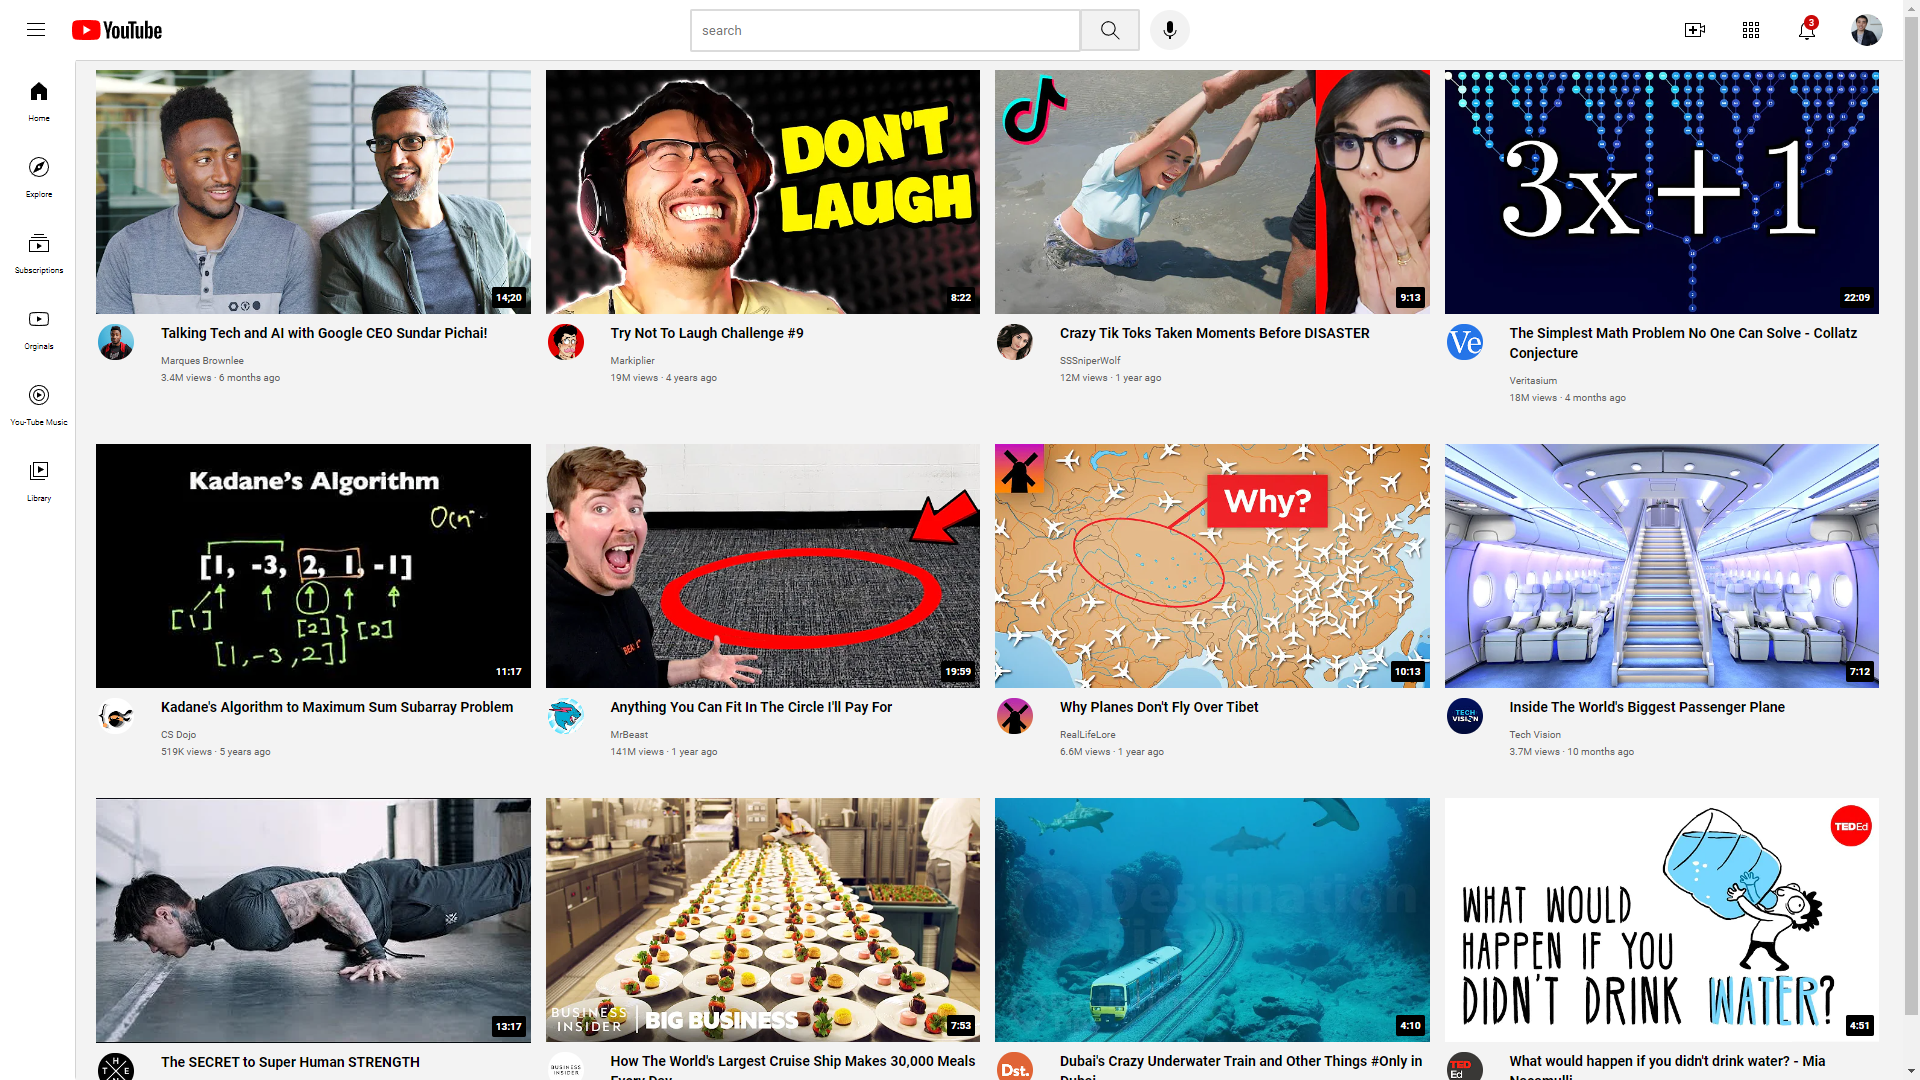 YouTube
search
3
Home
Explore
Subscriptions
Orginals
You-Tube Music
Library
14;20
Talking Tech and AI with Google CEO Sundar Pichai!
Marques Brownlee
3.4M views · 6 months ago
DON'T
LAUGH
8:22
Try Not To Laugh Challenge #9
Markiplier
19M views · 4 years ago
9:13
Crazy Tik Toks Taken Moments Before DISASTER
SSSniperWolf
12M views · 1 year ago
3x+1
22:09
Ve
The Simplest Math Problem No One Can Solve - Collatz
Conjecture
Veritasium
18M views · 4 months ago
Kadane's Algorithm
[1, -3, 2, 1, -1]
[1]
[2]
[2]
[1,-3,2]
11:17
Kadane's Algorithm to Maximum Sum Subarray Problem
CS Dojo
519K views · 5 years ago
19:59
Anything You Can Fit In The Circle I'll Pay For
MrBeast
141M views · 1 year ago
Why?
10:13
Why Planes Don't Fly Over Tibet
RealLifeLore
6.6M views · 1 year ago
7:12
TECH
VISION
Inside The World's Biggest Passenger Plane
Tech Vision
3.7M views · 10 months ago
13:17
The SECRET to Super Human STRENGTH
BUSINESS
INSIDER
BIG BUSINESS
7:53
BUSINESS
INSIDER
How The World's Largest Cruise Ship Makes 30,000 Meals
Every Day
4:10
Dst.
Dubai's Crazy Underwater Train and Other Things #Only in
Dubai
TEDEd
WHAT WOULD
HAPPEN IF YOU
DIDN'T DRINK WATER?
4:51
TED
Ed
What would happen if you didn't drink water? - Mia
Nacamulli